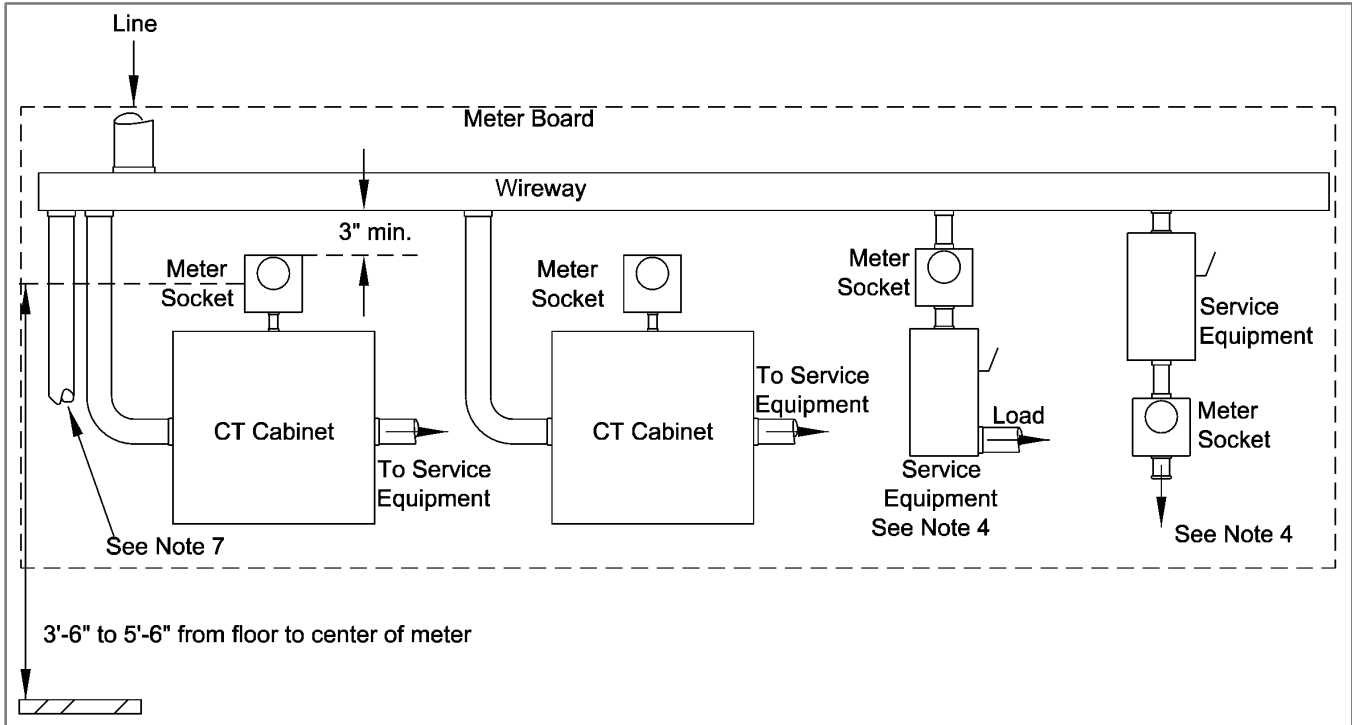 Line
Meter Board
Wireway
3" min.
Meter
Socket
Meter
Socket
Meter
Socket
Service
Equipment
To Service
Equipment
CT Cabinet
To Service
Equipment
CT Cabinet
Load
Meter
Socket
Service
Equipment
See Note 4
See Note 4
See Note 7
3'-6" to 5'-6" from floor to center of meter